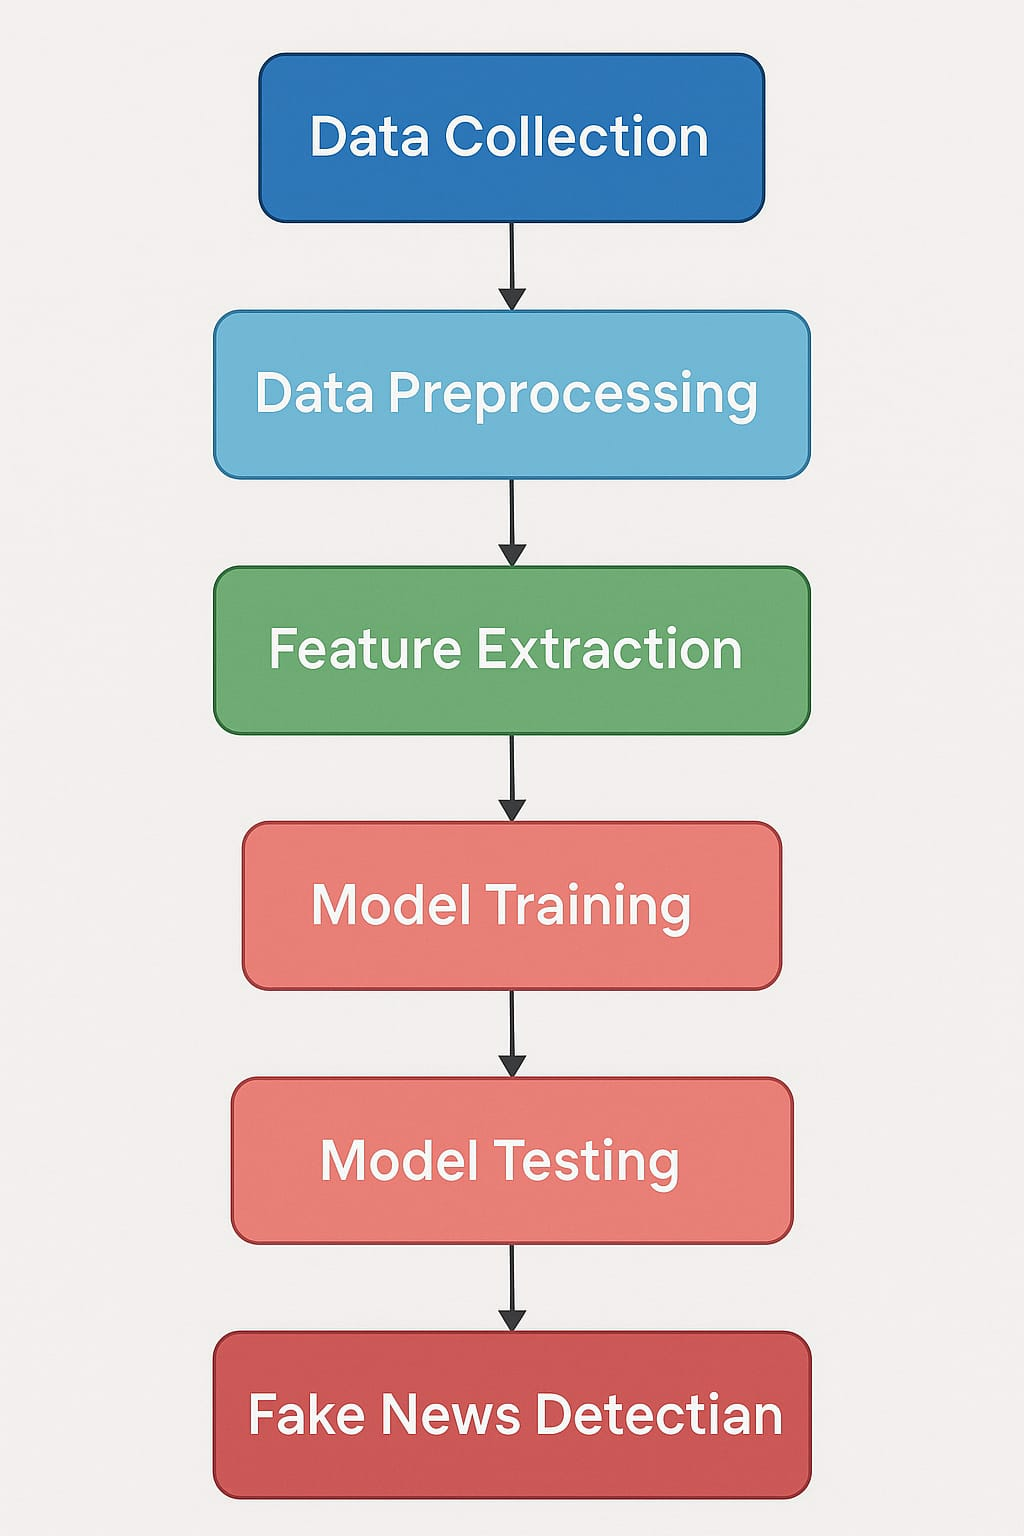 Data Collection
Data Preprocessing
Feature Extraction
Model Training
Model Testing
Fake News Detectian